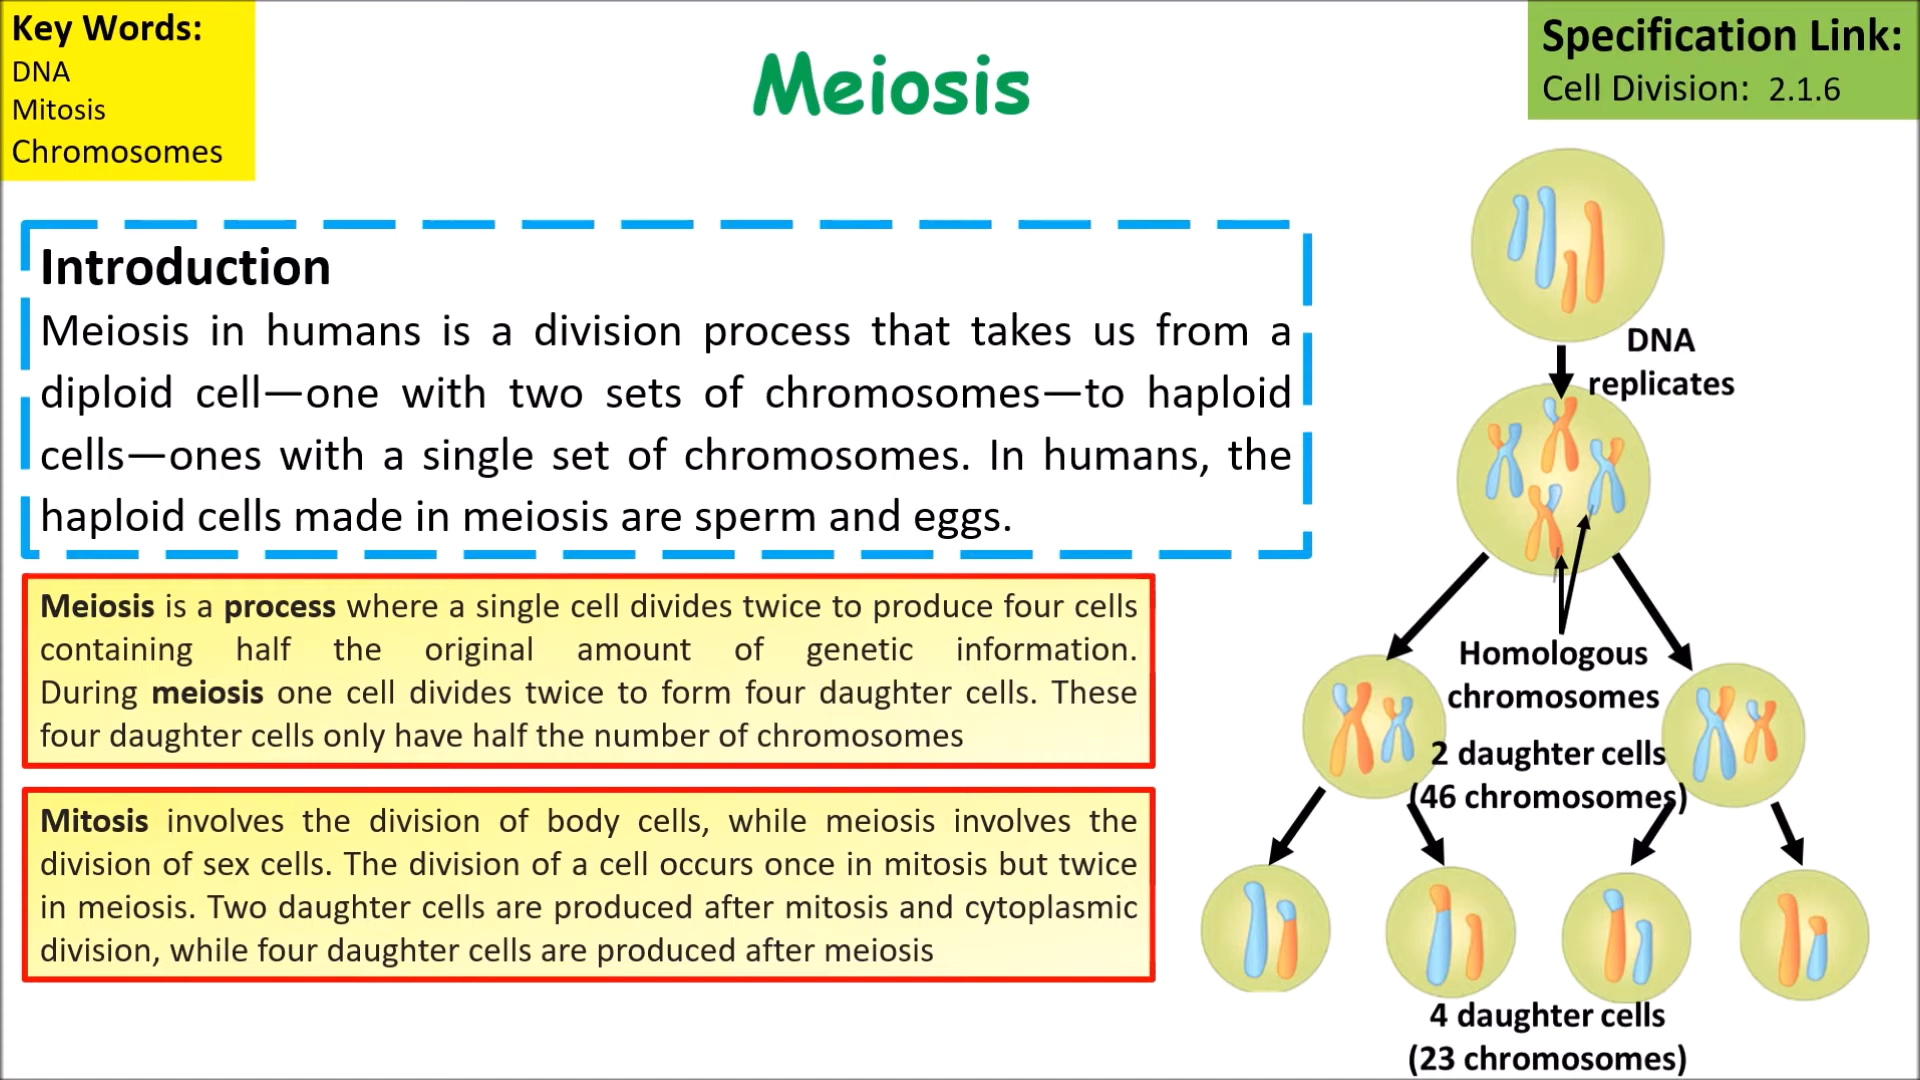 Key Words:
DNA
Mitosis
Chromosomes
Meiosis
Specification Link:
Cell Division: 2.1.6
Introduction
Meiosis in humans is a division process that takes us from a
diploid cell—one with two sets of chromosomes—to haploid
cells—ones with a single set of chromosomes. In humans, the
haploid cells made in meiosis are sperm and eggs.
Meiosis is a process where a single cell divides twice to produce four cells
containing half the original amount of genetic information.
During meiosis one cell divides twice to form four daughter cells. These
four daughter cells only have half the number of chromosomes
Mitosis involves the division of body cells, while meiosis involves the
division of sex cells. The division of a cell occurs once in mitosis but twice
in meiosis. Two daughter cells are produced after mitosis and cytoplasmic
division, while four daughter cells are produced after meiosis
DNA
replicates
Homologous
chromosomes
2 daughter cells
(46 chromosomes)
4 daughter cells
(23 chromosomes)